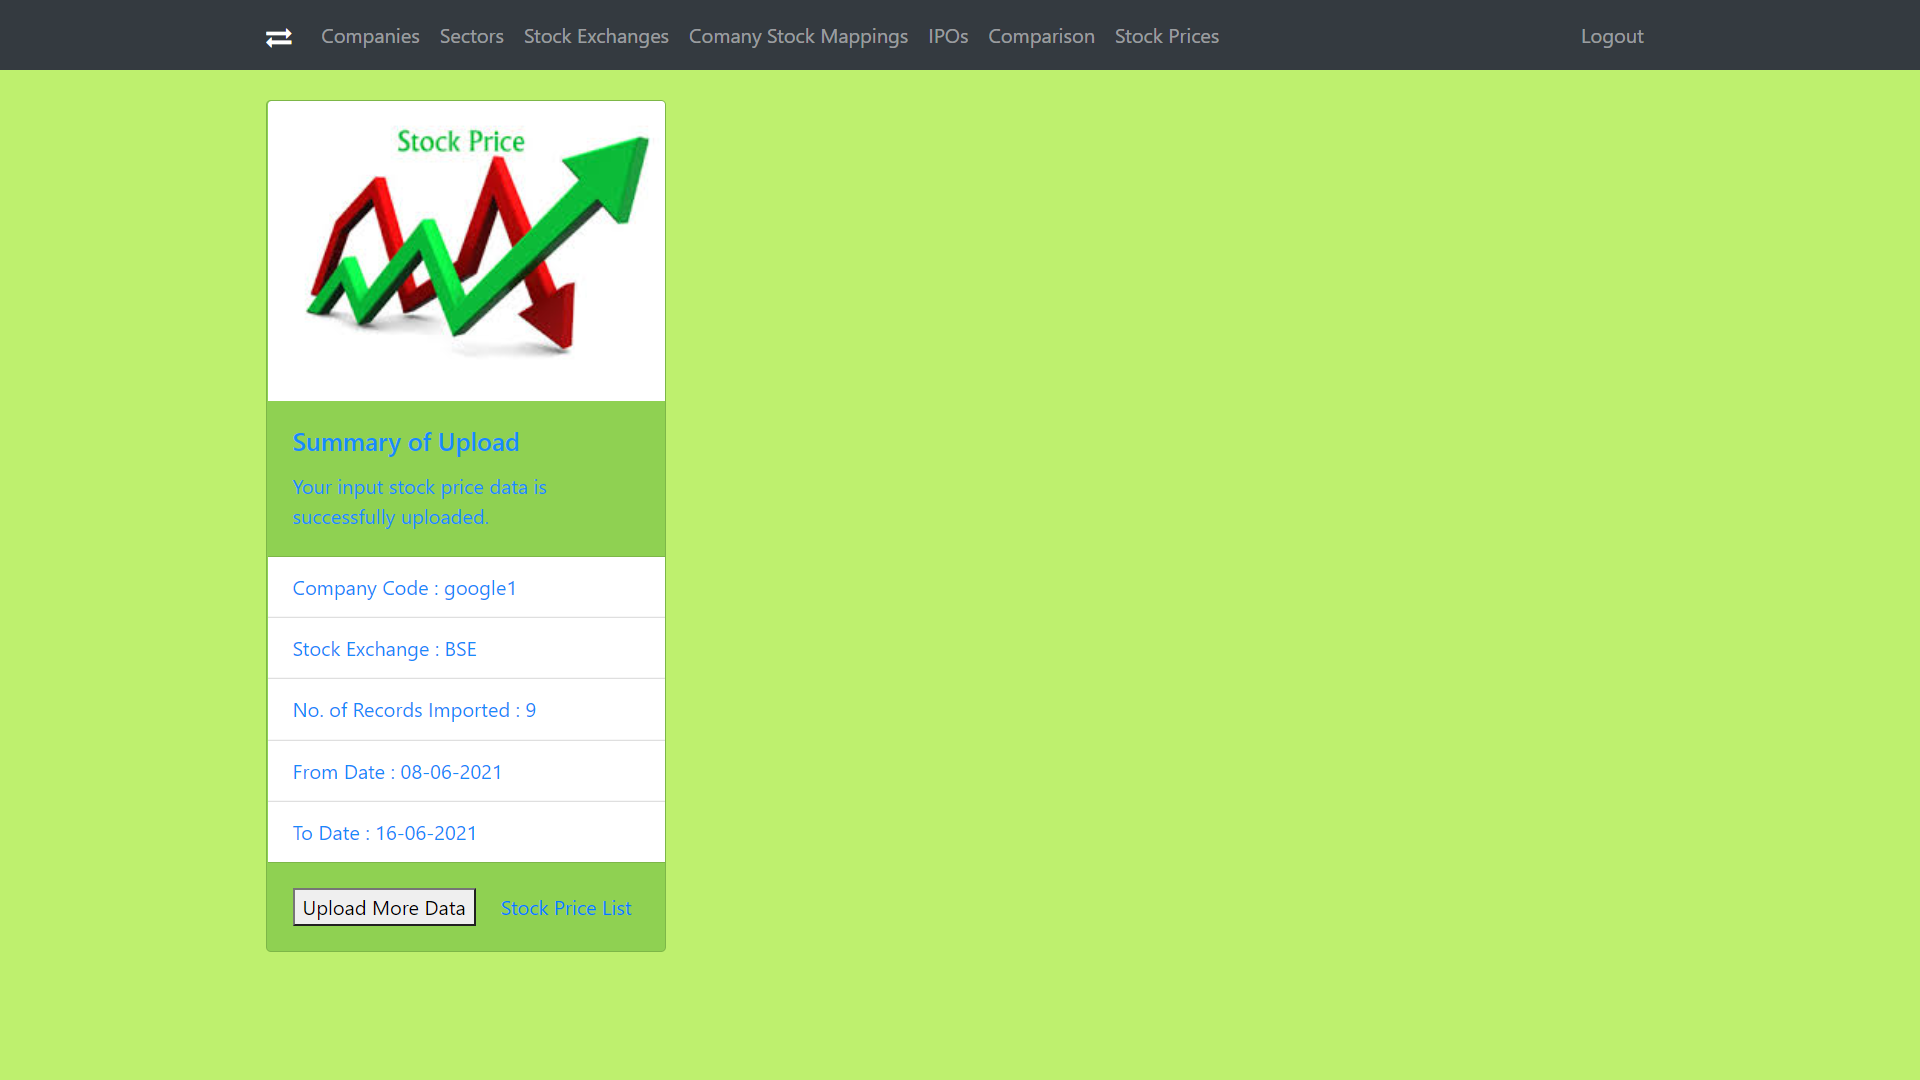 Companies Sectors Stock Exchanges Comany Stock Mappings IPOs Comparison Stock Prices Logout
Stock Price
Summary of Upload
Your input stock price data is
successfully uploaded.
Company Code : google1
Stock Exchange : BSE
No. of Records Imported : 9
From Date : 08-06-2021
To Date : 16-06-2021
Upload More Data Stock Price List